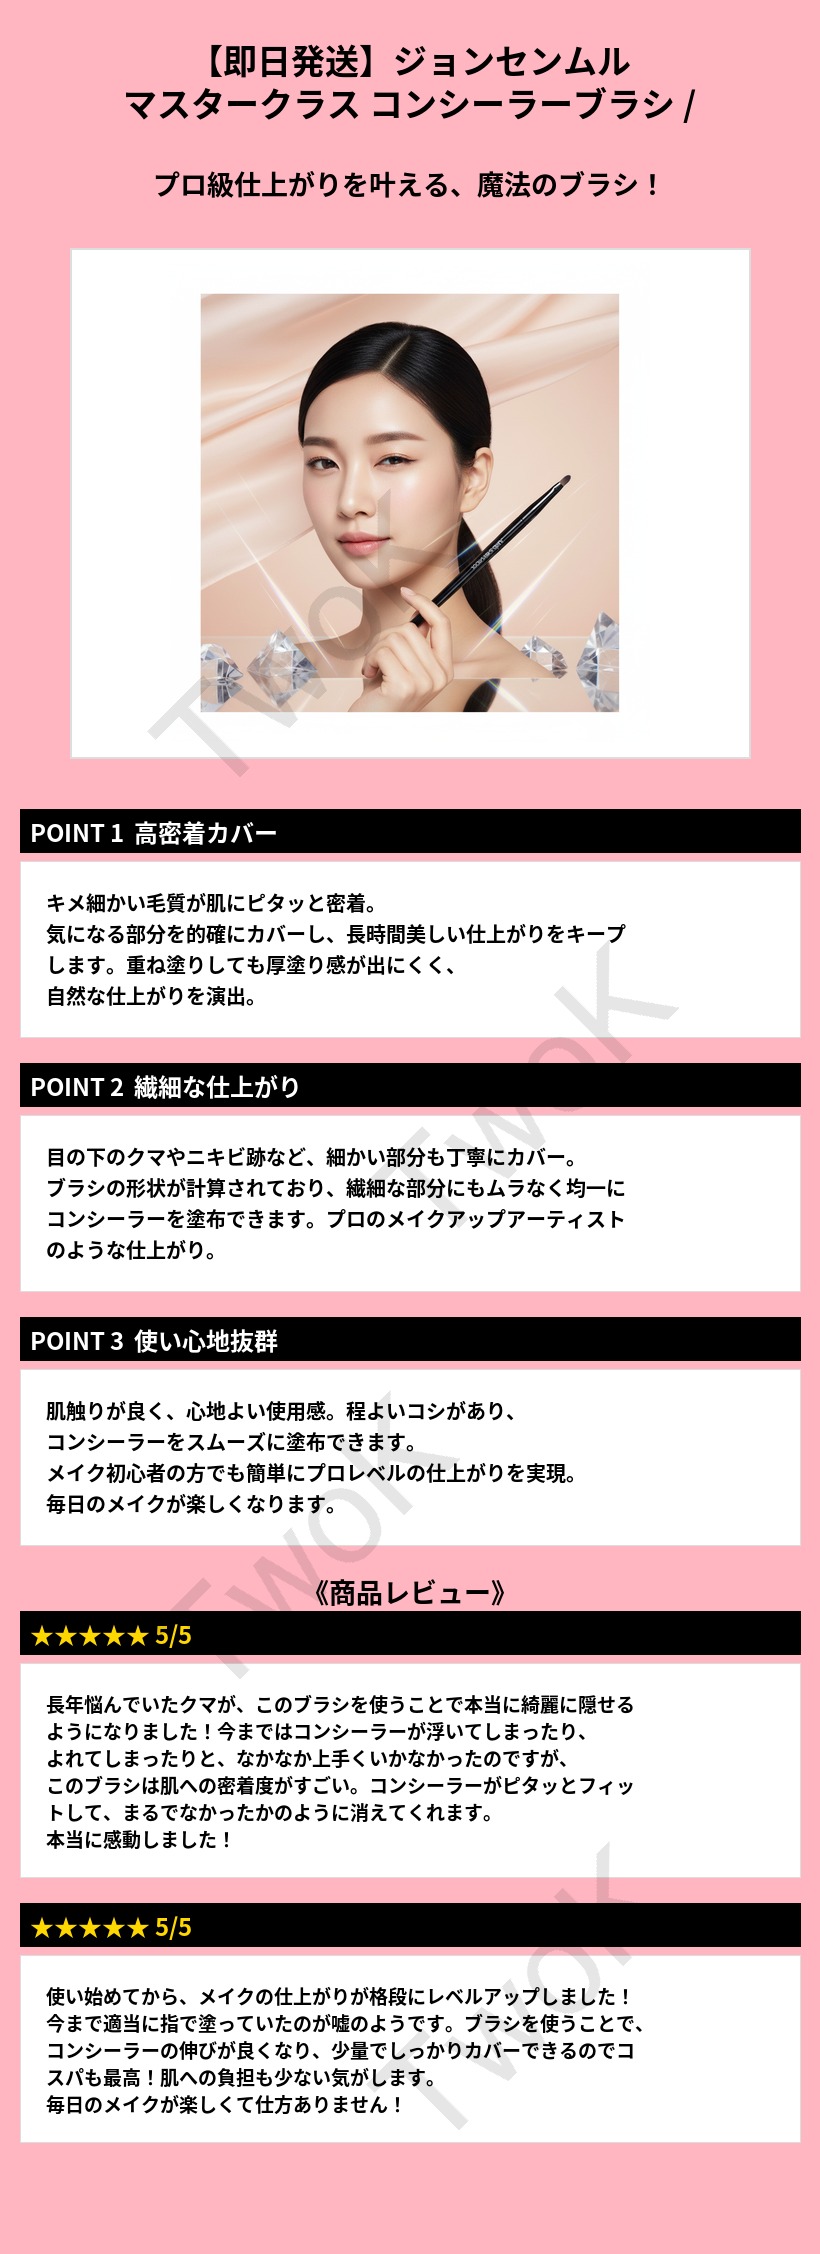 【即日発送】ジョンセンムル
マスタークラス コンシーラーブラシ /
プロ級仕上がりを叶える、魔法のブラシ！
TwoK
POINT 1 高密着カバー
キメ細かい毛質が肌にピタッと密着。
気になる部分を的確にカバーし、長時間美しい仕上がりをキープ
します。重ね塗りしても厚塗り感が出にくく、
自然な仕上がりを演出。
TwoK
POINT 2 繊細な仕上がり
目の下のクマやニキビ跡など、細かい部分も丁寧にカバー。
ブラシの形状が計算されており、繊細な部分にもムラなく均一に
コンシーラーを塗布できます。プロのメイクアップアーティスト
のような仕上がり。
POINT 3 使い心地抜群
肌触りが良く、心地よい使用感。程よいコシがあり、
コンシーラーをスムーズに塗布できます。
メイク初心者の方でも簡単にプロレベルの仕上がりを実現。
毎日のメイクが楽しくなります。
TwoK
《商品レビュー》
★★★★★ 5/5
長年悩んでいたクマが、このブラシを使うことで本当に綺麗に隠せる
ようになりました！今まではコンシーラーが浮いてしまったり、
よれてしまったりと、なかなか上手くいかなかったのですが、
このブラシは肌への密着度がすごい。コンシーラーがピタッとフィッ
トして、まるでなかったかのように消えてくれます。
本当に感動しました！
★★★★★ 5/5
使い始めてから、メイクの仕上がりが格段にレベルアップしました！
今まで適当に指で塗っていたのが嘘のようです。ブラシを使うことで、
コンシーラーの伸びが良くなり、少量でしっかりカバーできるのでコ
スパも最高！肌への負担も少ない気がします。
毎日のメイクが楽しくて仕方ありません！
TwoK